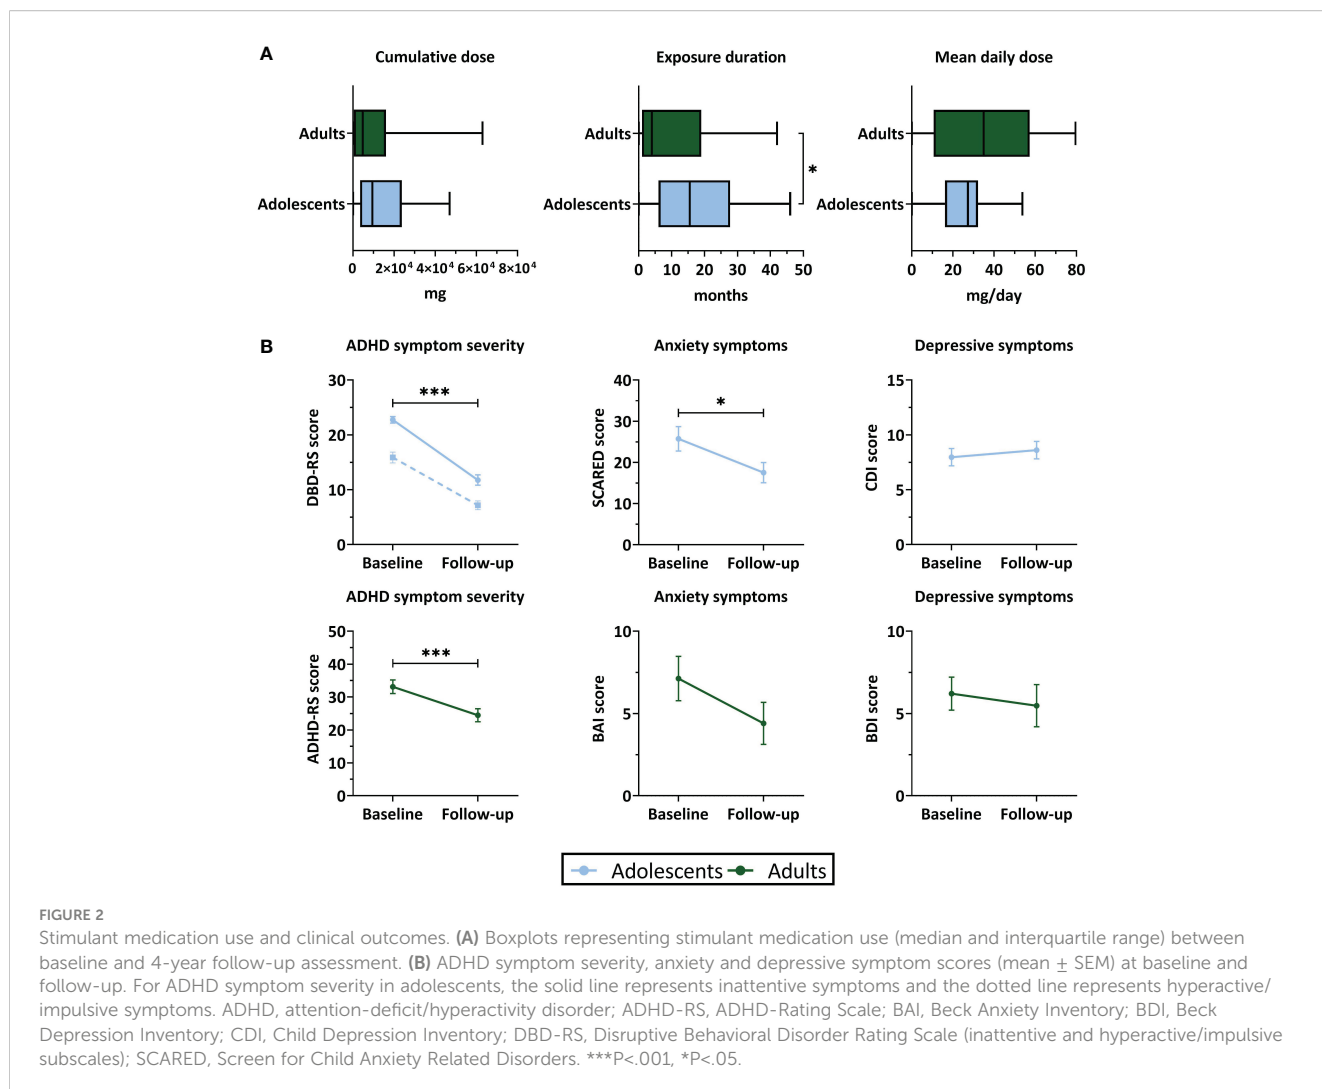 A
Cumulative dose
Adults
Adolescents
0 2×10⁴ 4×10⁴ 6×10⁴ 8×10⁴
mg
Exposure duration
Adults
Adolescents
*
0 10 20 30 40 50
months
Mean daily dose
Adults
Adolescents
0 20 40 60 80
mg/day
B
ADHD symptom severity
DBD-RS score
30
20
10
0
***
Baseline Follow-up
Anxiety symptoms
SCARED score
40
30
20
10
0
*
Baseline Follow-up
Depressive symptoms
CDI score
15
10
5
0
Baseline Follow-up
ADHD symptom severity
ADHD-RS score
50
40
30
20
10
0
***
Baseline Follow-up
Anxiety symptoms
BAI score
10
5
0
Baseline Follow-up
Depressive symptoms
BDI score
10
5
0
Baseline Follow-up
Adolescents Adults
FIGURE 2
Stimulant medication use and clinical outcomes. (A) Boxplots representing stimulant medication use (median and interquartile range) between
baseline and 4-year follow-up assessment. (B) ADHD symptom severity, anxiety and depressive symptom scores (mean ± SEM) at baseline and
follow-up. For ADHD symptom severity in adolescents, the solid line represents inattentive symptoms and the dotted line represents hyperactive/
impulsive symptoms. ADHD, attention-deficit/hyperactivity disorder; ADHD-RS, ADHD-Rating Scale; BAI, Beck Anxiety Inventory; BDI, Beck
Depression Inventory; CDI, Child Depression Inventory; DBD-RS, Disruptive Behavioral Disorder Rating Scale (inattentive and hyperactive/impulsive
subscales); SCARED, Screen for Child Anxiety Related Disorders. ***P<.001, *P<.05.